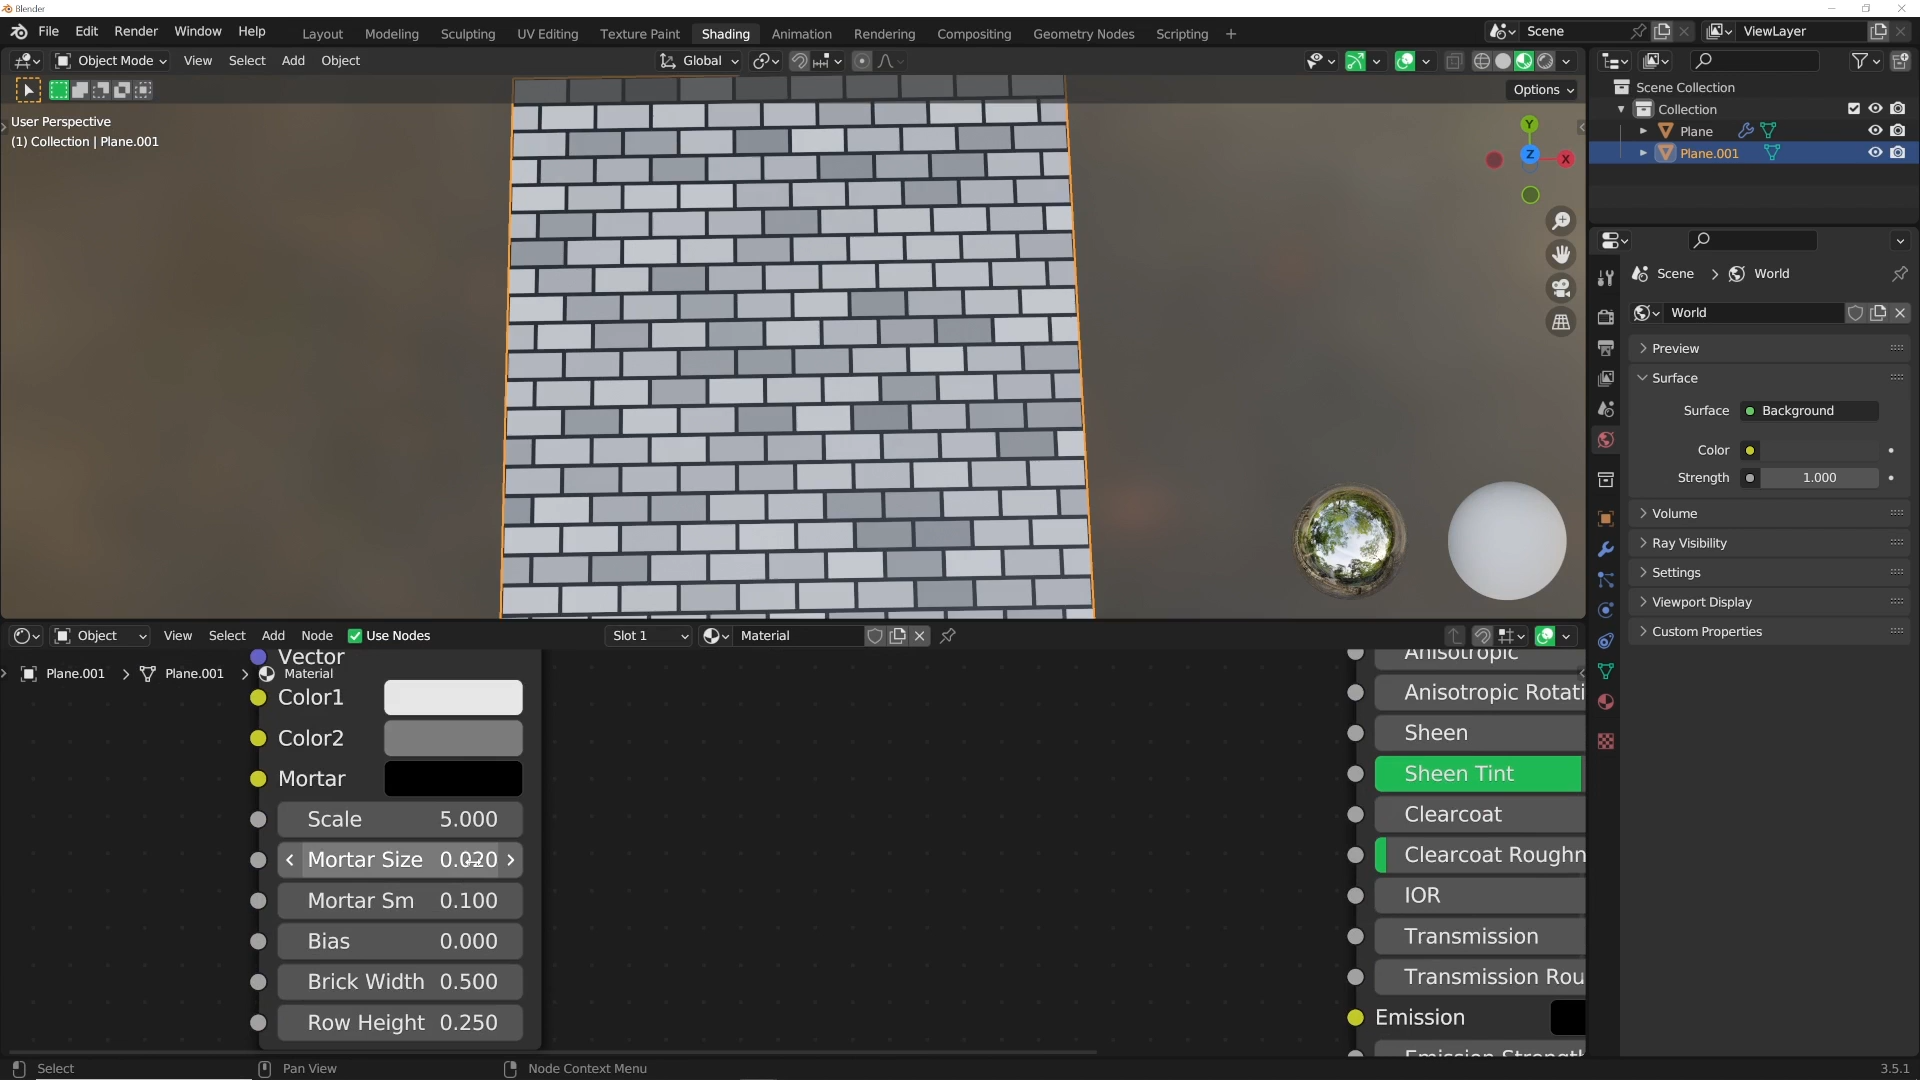 Blender
File Edit Render Window Help Layout Modeling Sculpting UV Editing Texture Paint Shading Animation Rendering Compositing Geometry Nodes Scripting + Scene ViewLayer
Object Mode View Select Add Object Global
Options
User Perspective
(1) Collection | Plane.001
Y
Z
X
Scene Collection
Collection
Plane
Plane.001
Scene > World
World
Preview
Surface
Surface Background
Color
Strength 1.000
Volume
Ray Visibility
Settings
Viewport Display
Custom Properties
Object View Select Add Node Use Nodes Slot 1 Material
Vector
Plane.001 > Plane.001 > Material
Color1
Color2
Mortar
Scale 5.000
Mortar Size 0.020
Mortar Sm 0.100
Bias 0.000
Brick Width 0.500
Row Height 0.250
Anisotropic
Anisotropic Rotati
Sheen
Sheen Tint
Clearcoat
Clearcoat Roughn
IOR
Transmission
Transmission Rou
Emission
Emission Strengt
Select Pan View Node Context Menu 3.5.1